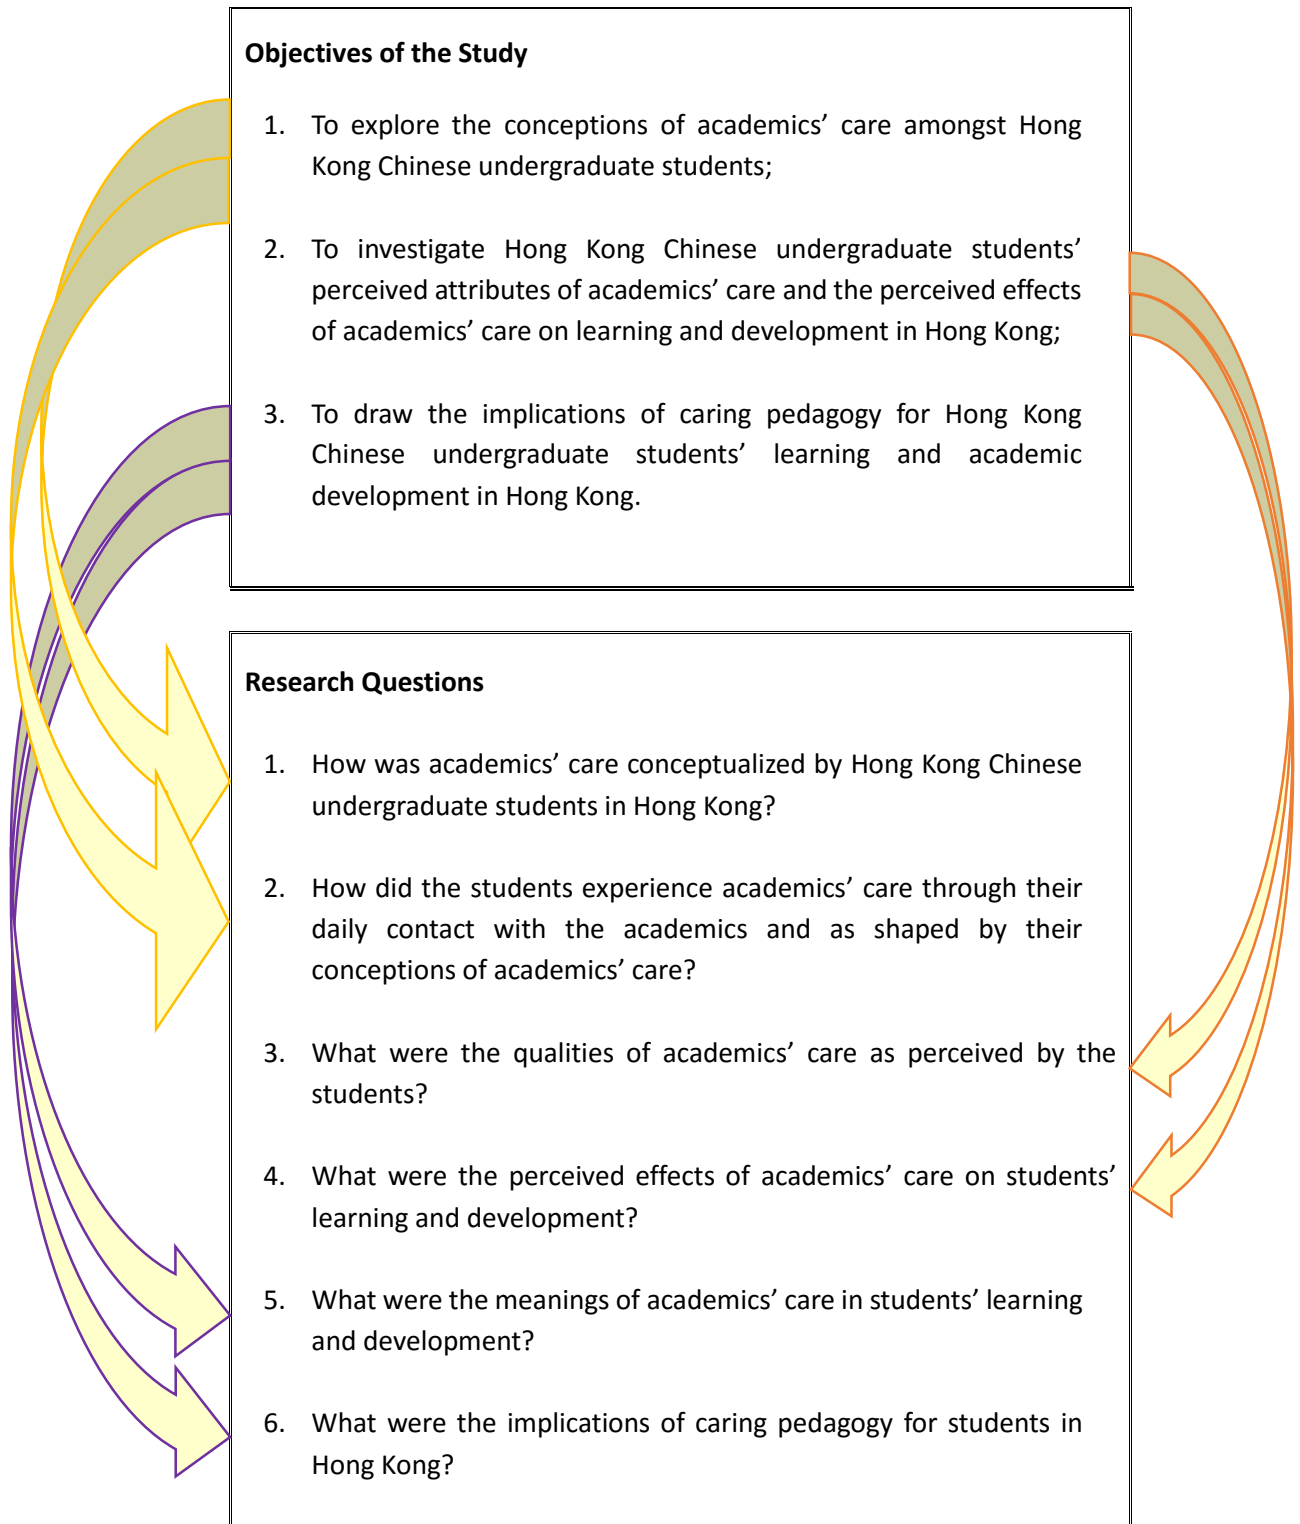 Objectives of the Study
1. To explore the conceptions of academics’ care amongst Hong
Kong Chinese undergraduate students;
2. To investigate Hong Kong Chinese undergraduate students’
perceived attributes of academics’ care and the perceived effects
of academics’ care on learning and development in Hong Kong;
3. To draw the implications of caring pedagogy for Hong Kong
Chinese undergraduate students’ learning and academic
development in Hong Kong.
Research Questions
1. How was academics’ care conceptualized by Hong Kong Chinese
undergraduate students in Hong Kong?
2. How did the students experience academics’ care through their
daily contact with the academics and as shaped by their
conceptions of academics’ care?
3. What were the qualities of academics’ care as perceived by the
students?
4. What were the perceived effects of academics’ care on students’
learning and development?
5. What were the meanings of academics’ care in students’ learning
and development?
6. What were the implications of caring pedagogy for students in
Hong Kong?